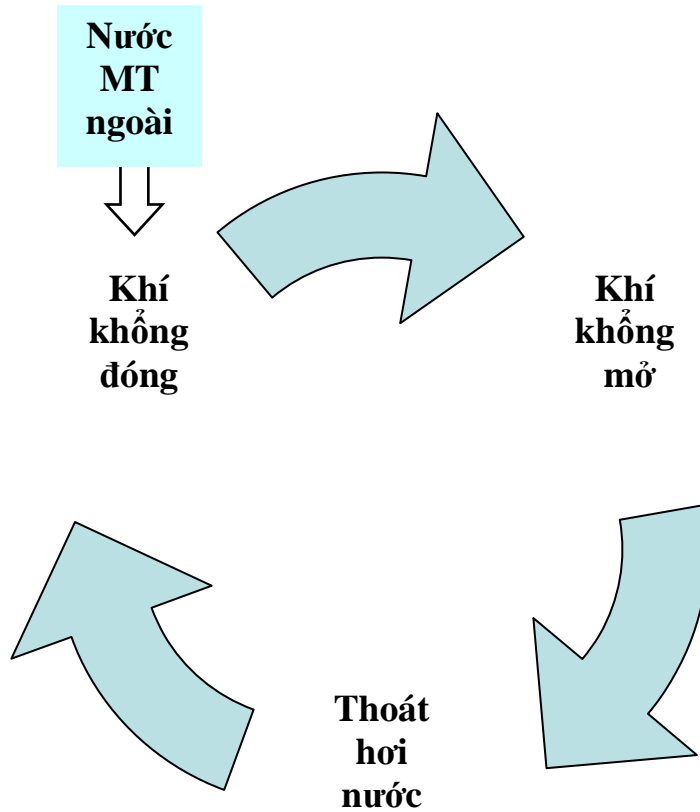 Nước
MT
ngoài
Khí
khổng
đóng
Khí
khổng
mở
Thoát
hơi
nước